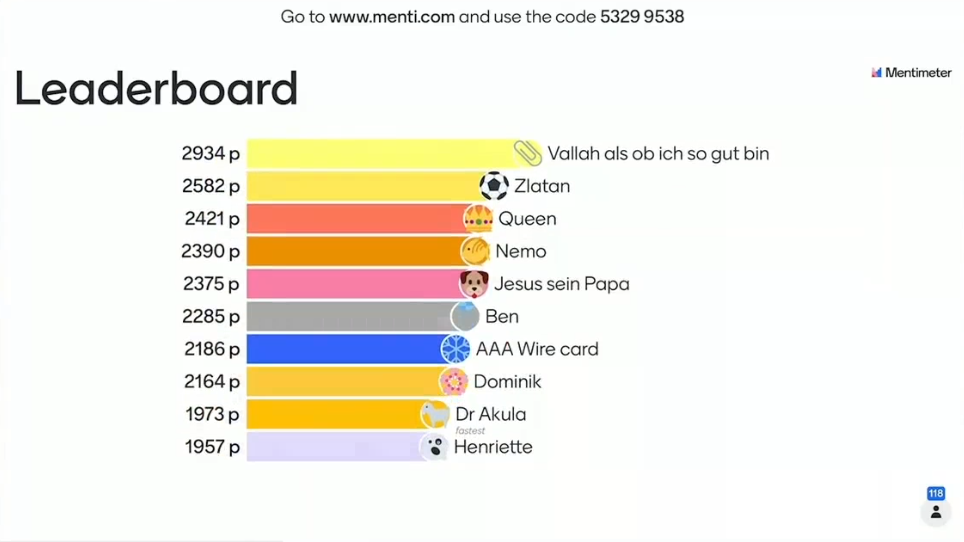 Go to www.menti.com and use the code 5329 9538
Leaderboard
Mentimeter
2934 p Vallah als ob ich so gut bin
2582 p Zlatan
2421 p Queen
2390 p Nemo
2375 p Jesus sein Papa
2285 p Ben
2186 p AAA Wire card
2164 p Dominik
1973 p Dr Akula
fastest
1957 p Henriette
118